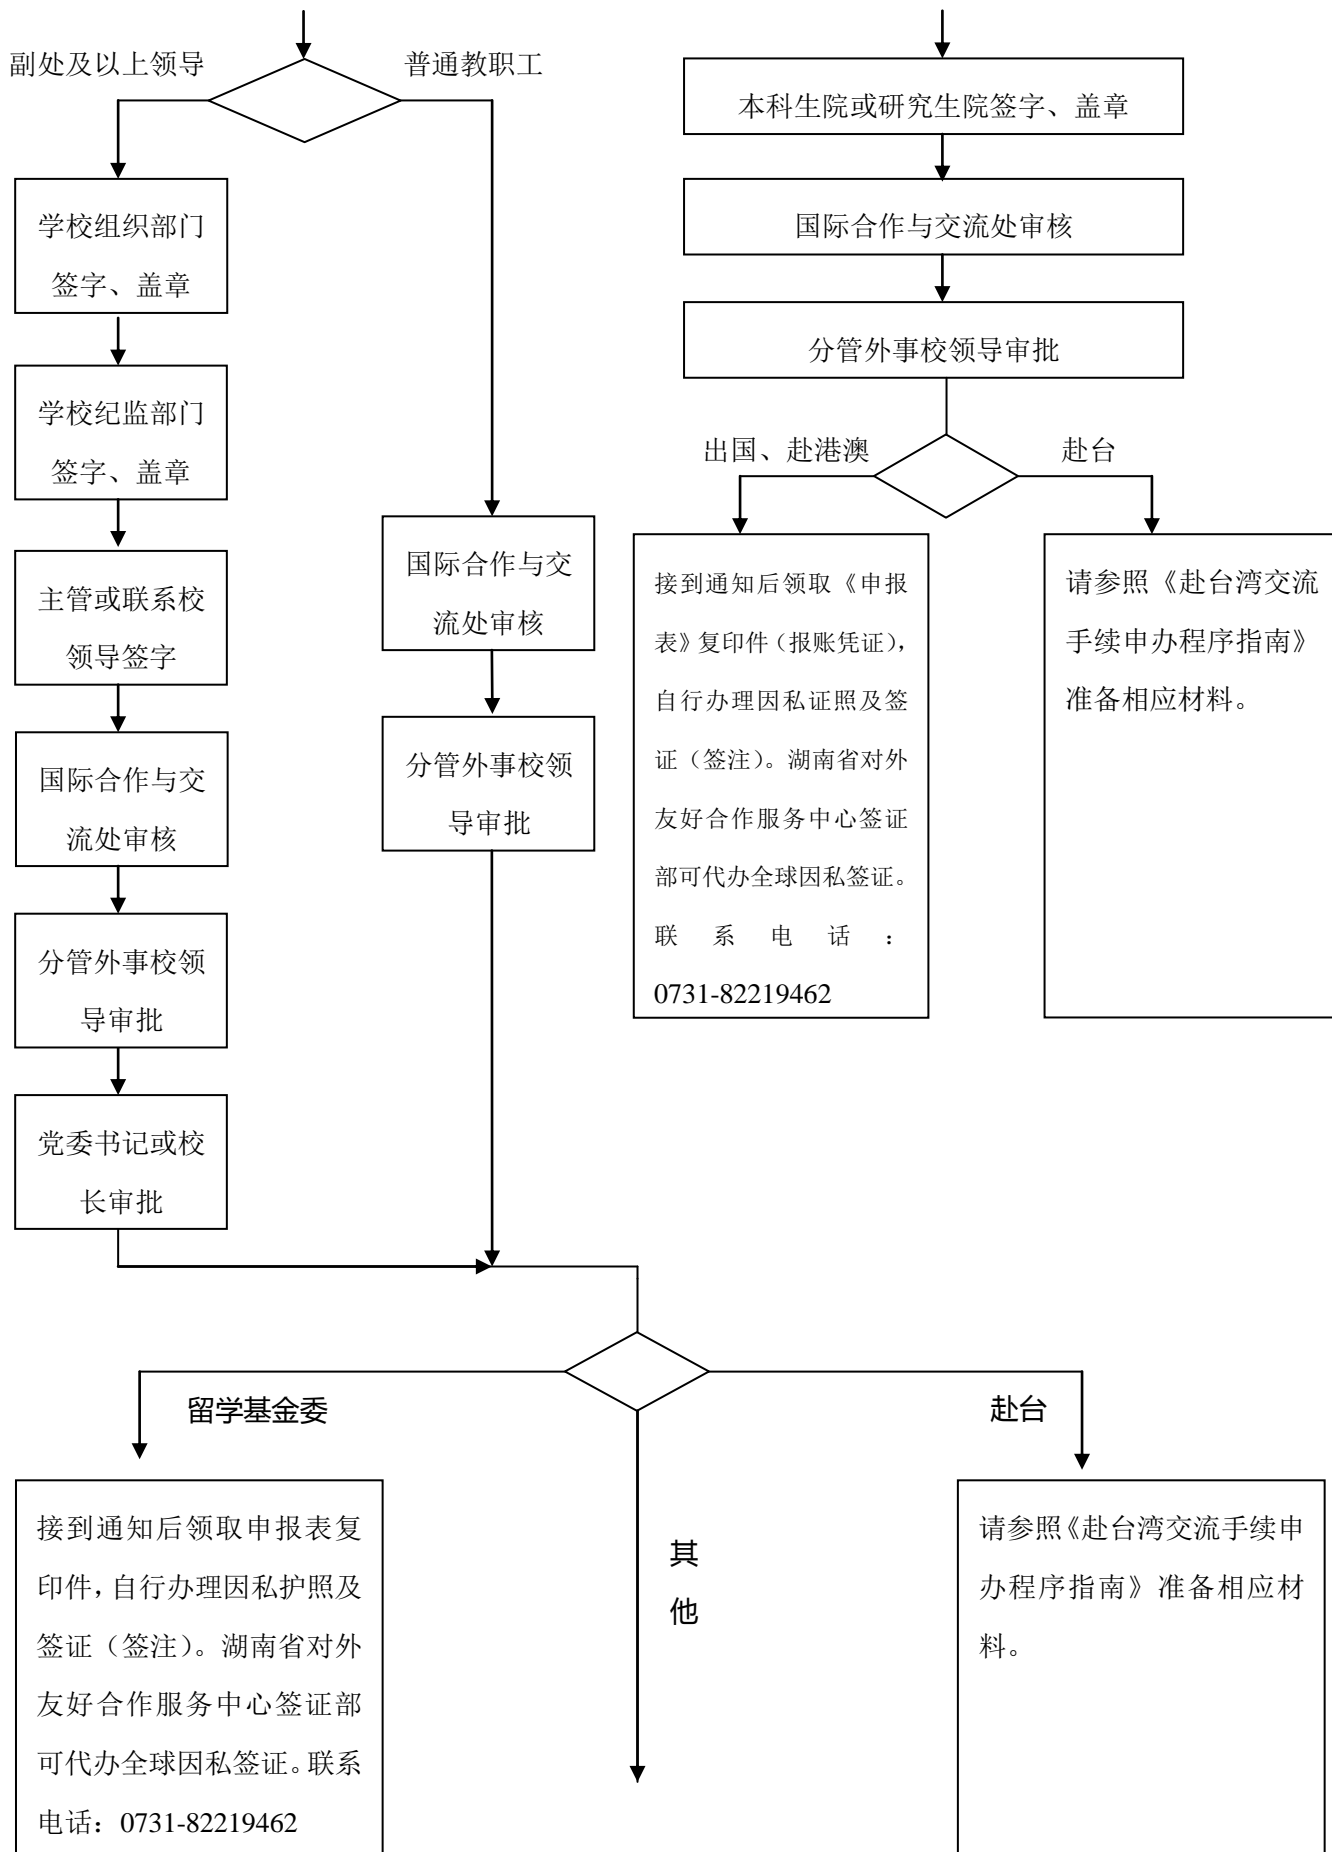 副处及以上领导
普通教职工
学校组织部门
签字、盖章
学校纪监部门
签字、盖章
主管或联系校
领导签字
国际合作与交
流处审核
分管外事校领
导审批
党委书记或校
长审批
国际合作与交
流处审核
分管外事校领
导审批
本科生院或研究生院签字、盖章
国际合作与交流处审核
分管外事校领导审批
出国、赴港澳
赴台
接到通知后领取《申报
表》复印件（报账凭证），
自行办理因私证照及签
证（签注）。湖南省对外
友好合作服务中心签证
部可代办全球因私签证。
联系电话：
0731-82219462
请参照《赴台湾交流
手续申办程序指南》
准备相应材料。
留学基金委
其
他
赴台
接到通知后领取申报表复
印件，自行办理因私护照及
签证（签注）。湖南省对外
友好合作服务中心签证部
可代办全球因私签证。联系
电话：0731-82219462
请参照《赴台湾交流手续申
办程序指南》准备相应材
料。